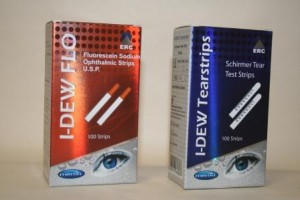 ERC
I-DEW FLO
Fluorescein Sodium
Ophthalmic Strips
U.S.P.
100 Strips
ERC
I-DEW Tearstrips
Schirmer Tear
Test Strips
100 Strips